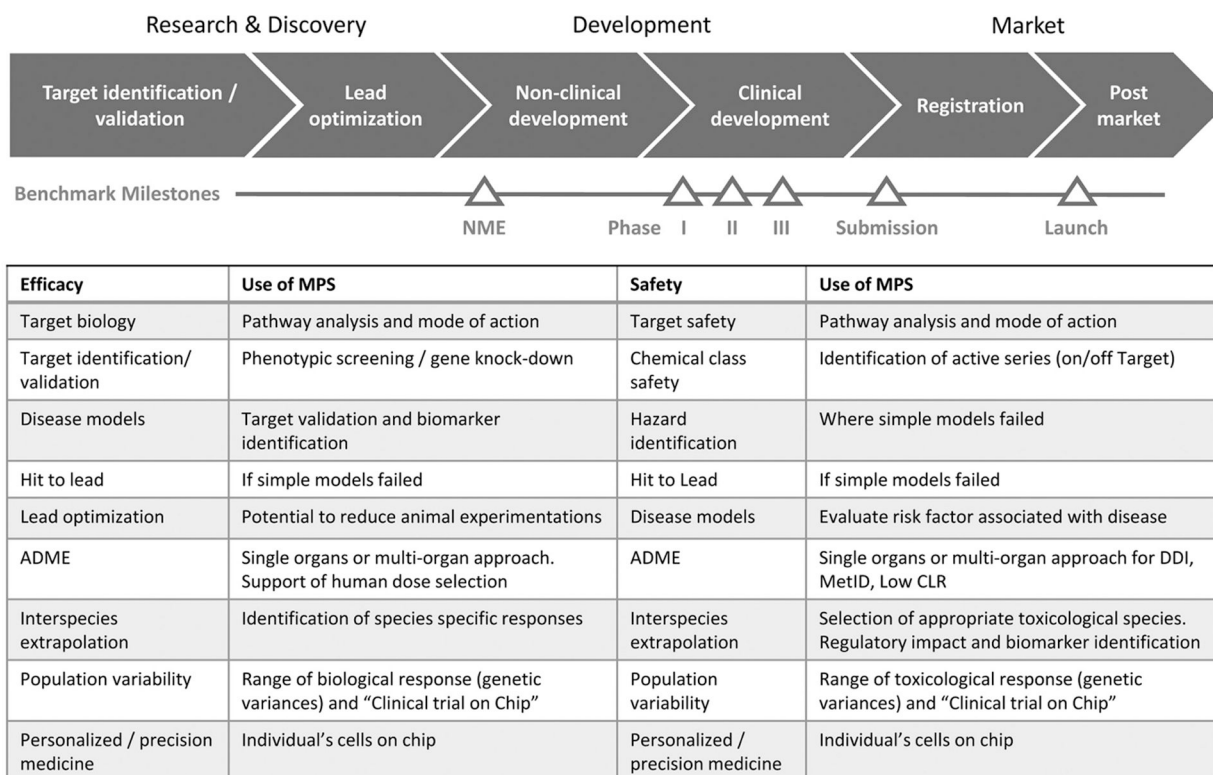 Research & Discovery Development Market
Target identification / validation
Lead optimization
Non-clinical development
Clinical development
Registration
Post market
Benchmark Milestones
NME Phase I II III Submission Launch
Efficacy Use of MPS Safety Use of MPS
Target biology Pathway analysis and mode of action Target safety Pathway analysis and mode of action
Target identification/ Phenotypic screening / gene knock-down Chemical class Identification of active series (on/off Target)
validation safety
Disease models Target validation and biomarker Hazard Where simple models failed
identification identification
Hit to lead If simple models failed Hit to Lead If simple models failed
Lead optimization Potential to reduce animal experimentations Disease models Evaluate risk factor associated with disease
ADME Single organs or multi-organ approach. ADME Single organs or multi-organ approach for DDI,
Support of human dose selection MetID, Low CLR
Interspecies Identification of species specific responses Interspecies Selection of appropriate toxicological species.
extrapolation extrapolation Regulatory impact and biomarker identification
Population variability Range of biological response (genetic Population Range of toxicological response (genetic
variances) and “Clinical trial on Chip” variability variances) and “Clinical trial on Chip”
Personalized / precision Individual’s cells on chip Personalized / Individual’s cells on chip
medicine precision medicine